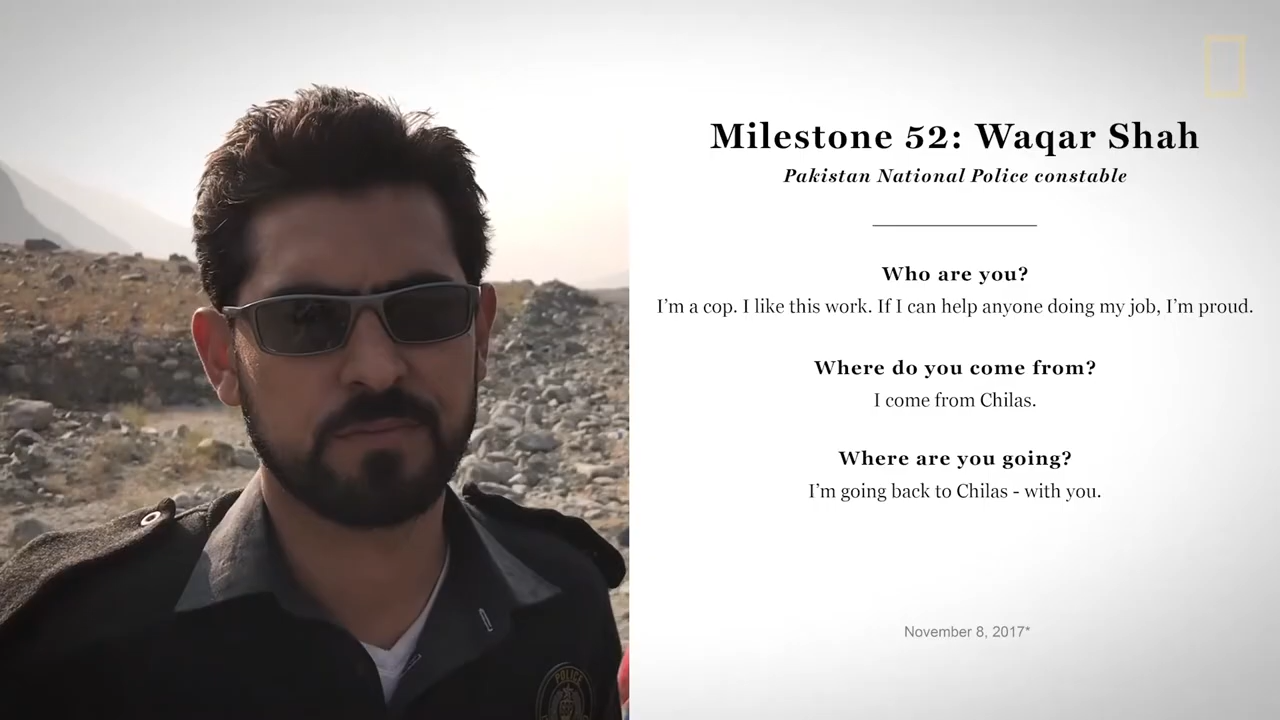 Milestone 52: Waqar Shah
Pakistan National Police constable
Who are you?
I'm a cop. I like this work. If I can help anyone doing my job, I'm proud.
Where do you come from?
I come from Chilas.
Where are you going?
I'm going back to Chilas - with you.
November 8, 2017*
POLICE